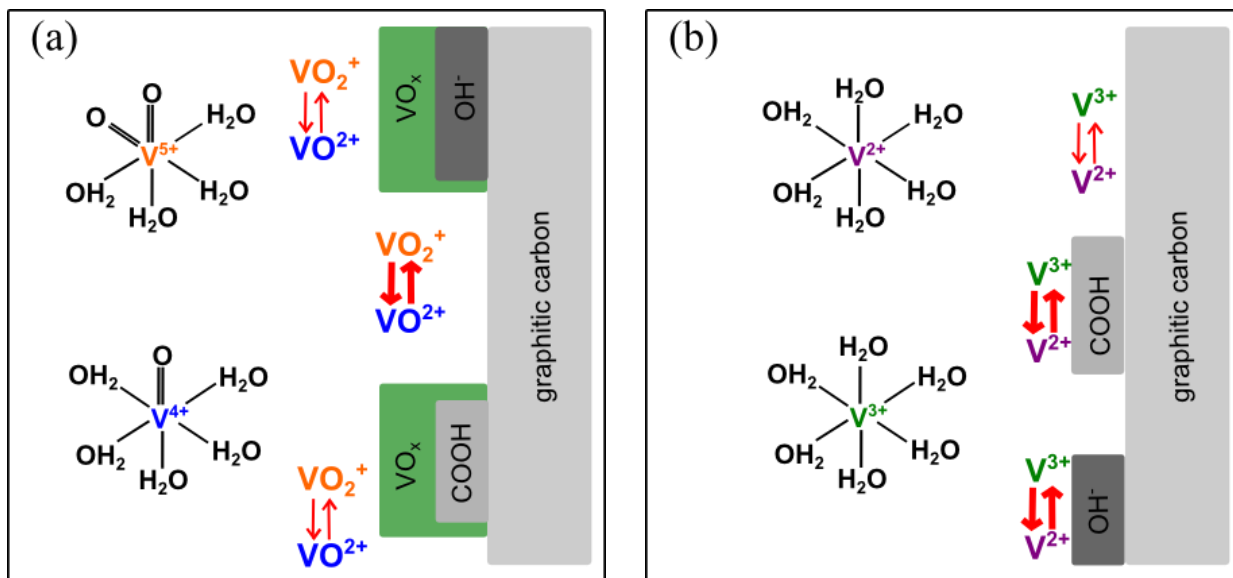 (a)
O
O
H₂O
V⁵⁺
OH₂
H₂O
H₂O
VO₂⁺
VO²⁺
VOₓ
OH⁻
VO₂⁺
VO²⁺
graphitic carbon
O
OH₂
H₂O
V⁴⁺
OH₂
H₂O
H₂O
VO₂⁺
VO²⁺
VOₓ
COOH
(b)
H₂O
OH₂
H₂O
V²⁺
OH₂
H₂O
H₂O
V³⁺
V²⁺
V³⁺
V²⁺
COOH
graphitic carbon
H₂O
OH₂
H₂O
V³⁺
OH₂
H₂O
H₂O
V³⁺
V²⁺
OH⁻